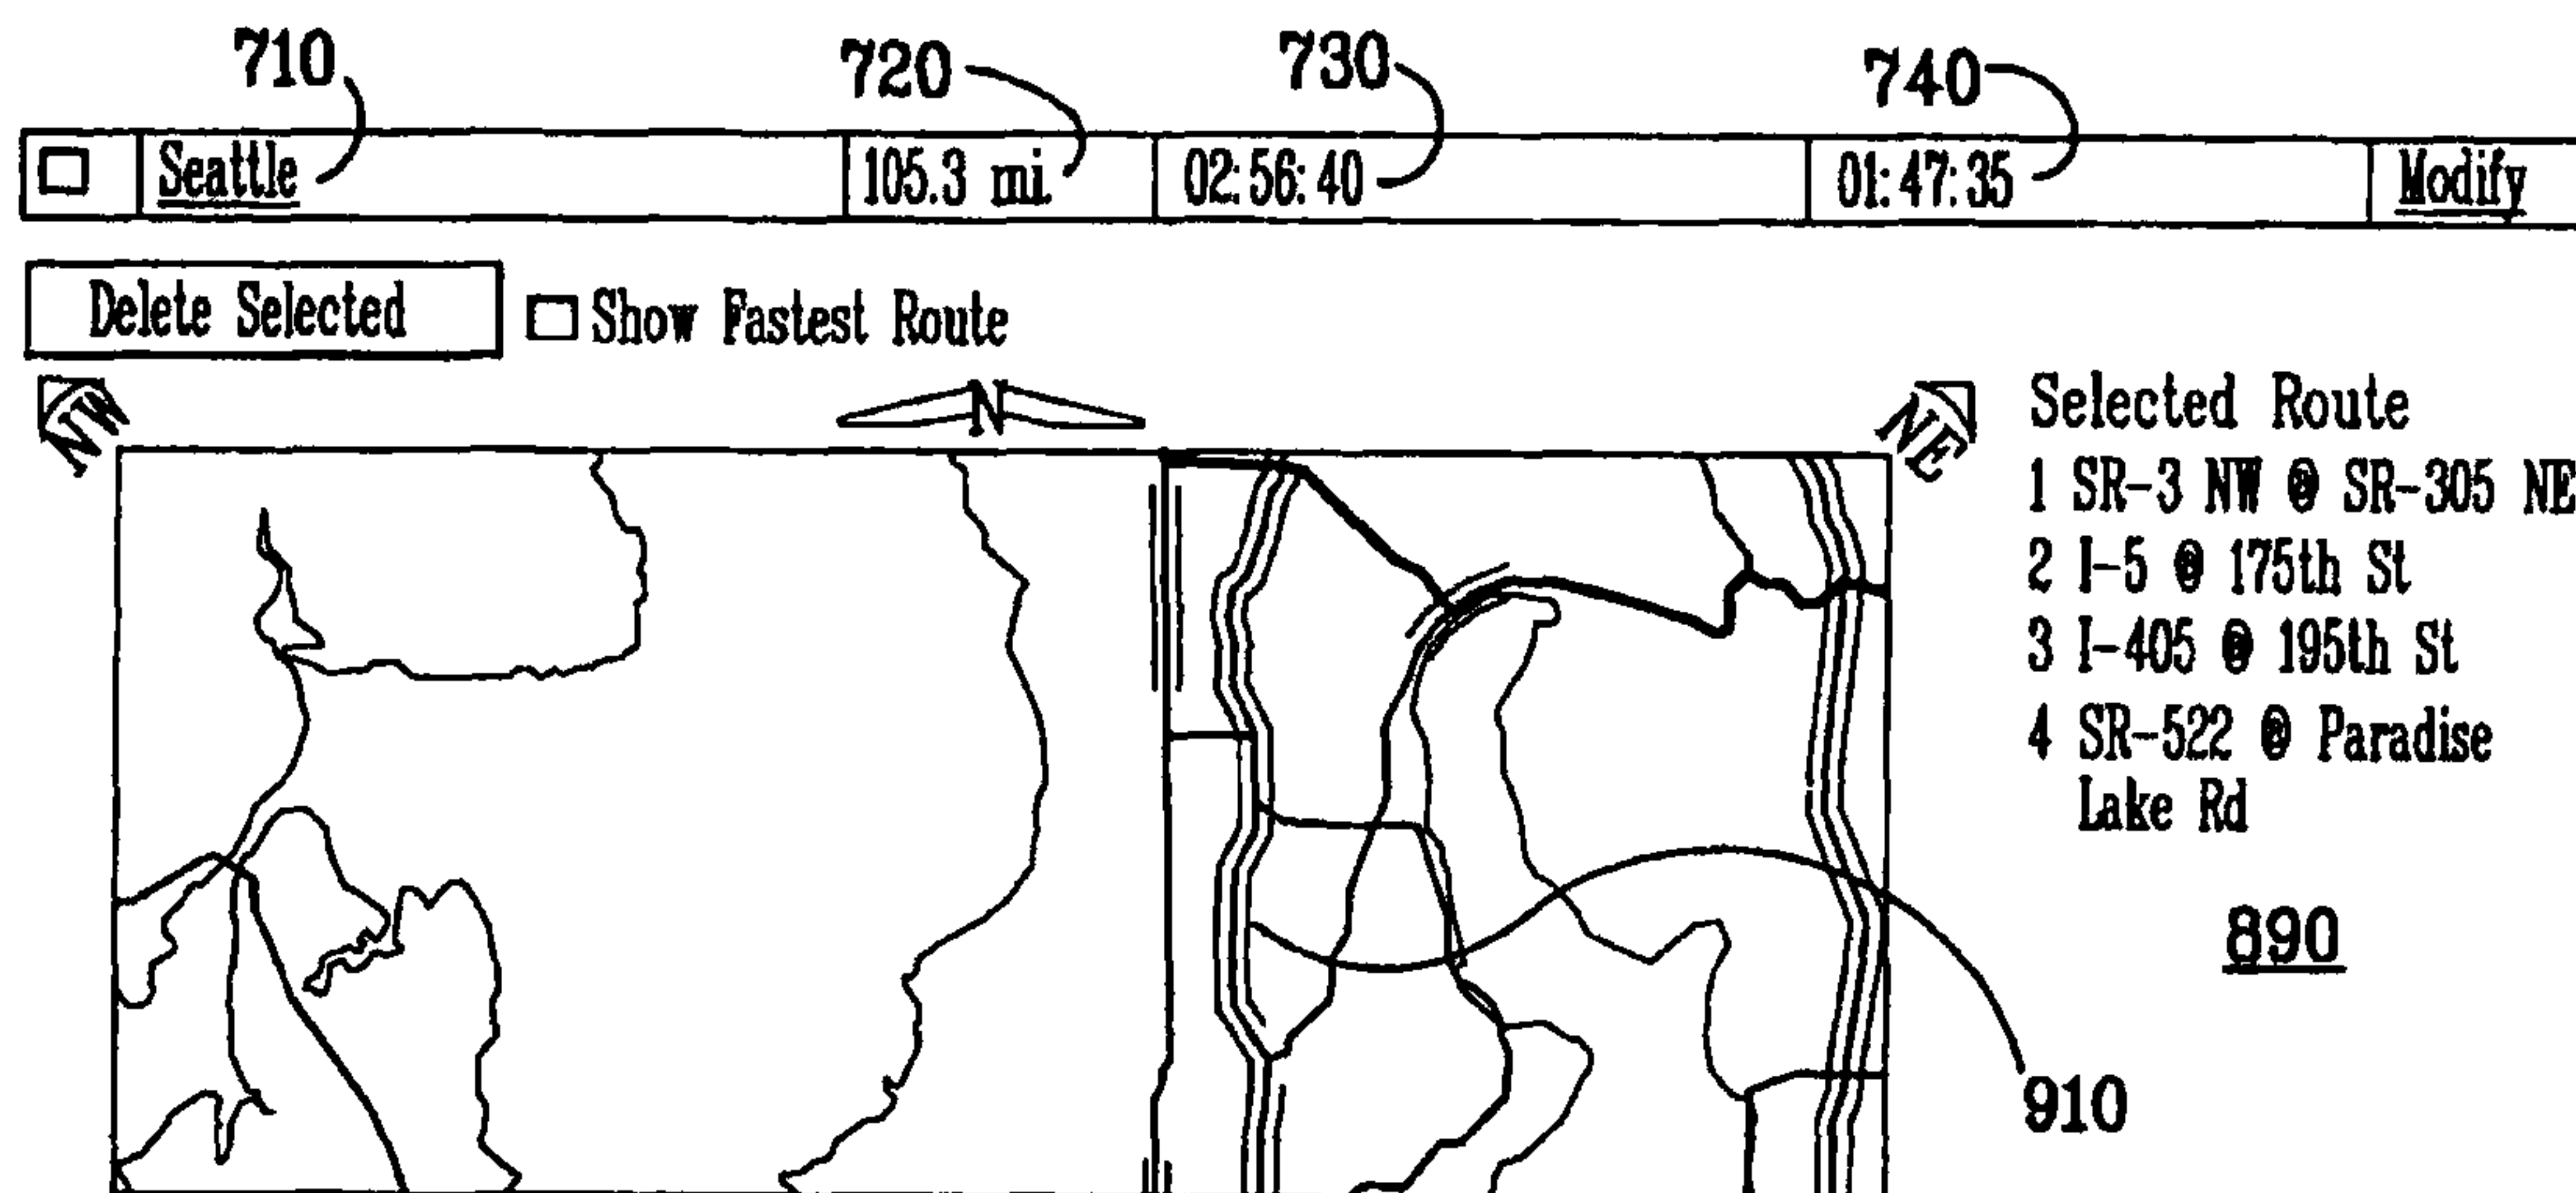 710 720 730 740
Seattle 105.3 mi. 02:56:40 01:47:35 Modify
Delete Selected Show Fastest Route
NW N NE
Selected Route
1 SR-3 NW @ SR-305 NE
2 I-5 @ 175th St
3 I-405 @ 195th St
4 SR-522 @ Paradise
Lake Rd
890
910